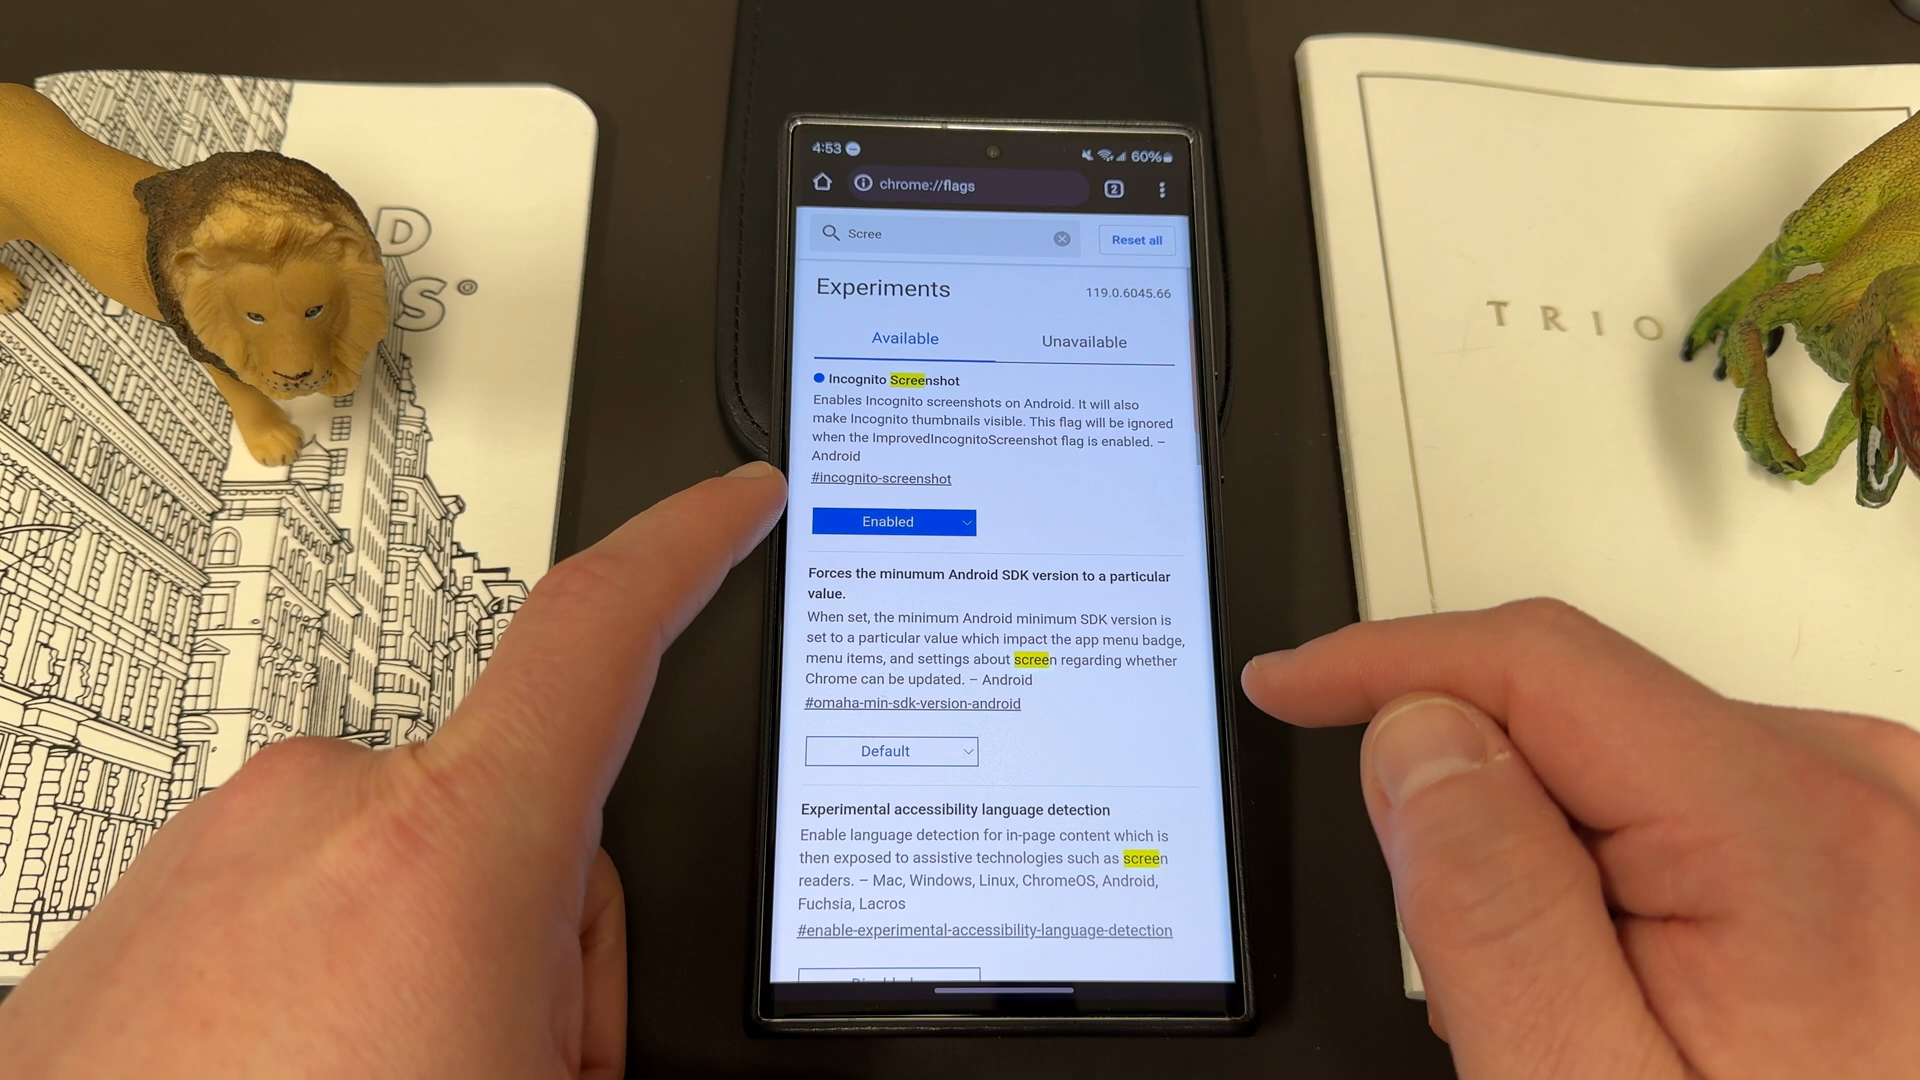 4:53
60%
chrome://flags
2
Scree
Reset all
Experiments
119.0.6045.66
Available
Unavailable
Incognito Screenshot
Enables Incognito screenshots on Android. It will also
make Incognito thumbnails visible. This flag will be ignored
when the ImprovedIncognitoScreenshot flag is enabled. –
Android
#incognito-screenshot
Enabled
Forces the minumum Android SDK version to a particular
value.
When set, the minimum Android minimum SDK version is
set to a particular value which impact the app menu badge,
menu items, and settings about screen regarding whether
Chrome can be updated. – Android
#omaha-min-sdk-version-android
Default
Experimental accessibility language detection
Enable language detection for in-page content which is
then exposed to assistive technologies such as screen
readers. – Mac, Windows, Linux, ChromeOS, Android,
Fuchsia, Lacros
#enable-experimental-accessibility-language-detection
D
S®
TRIO